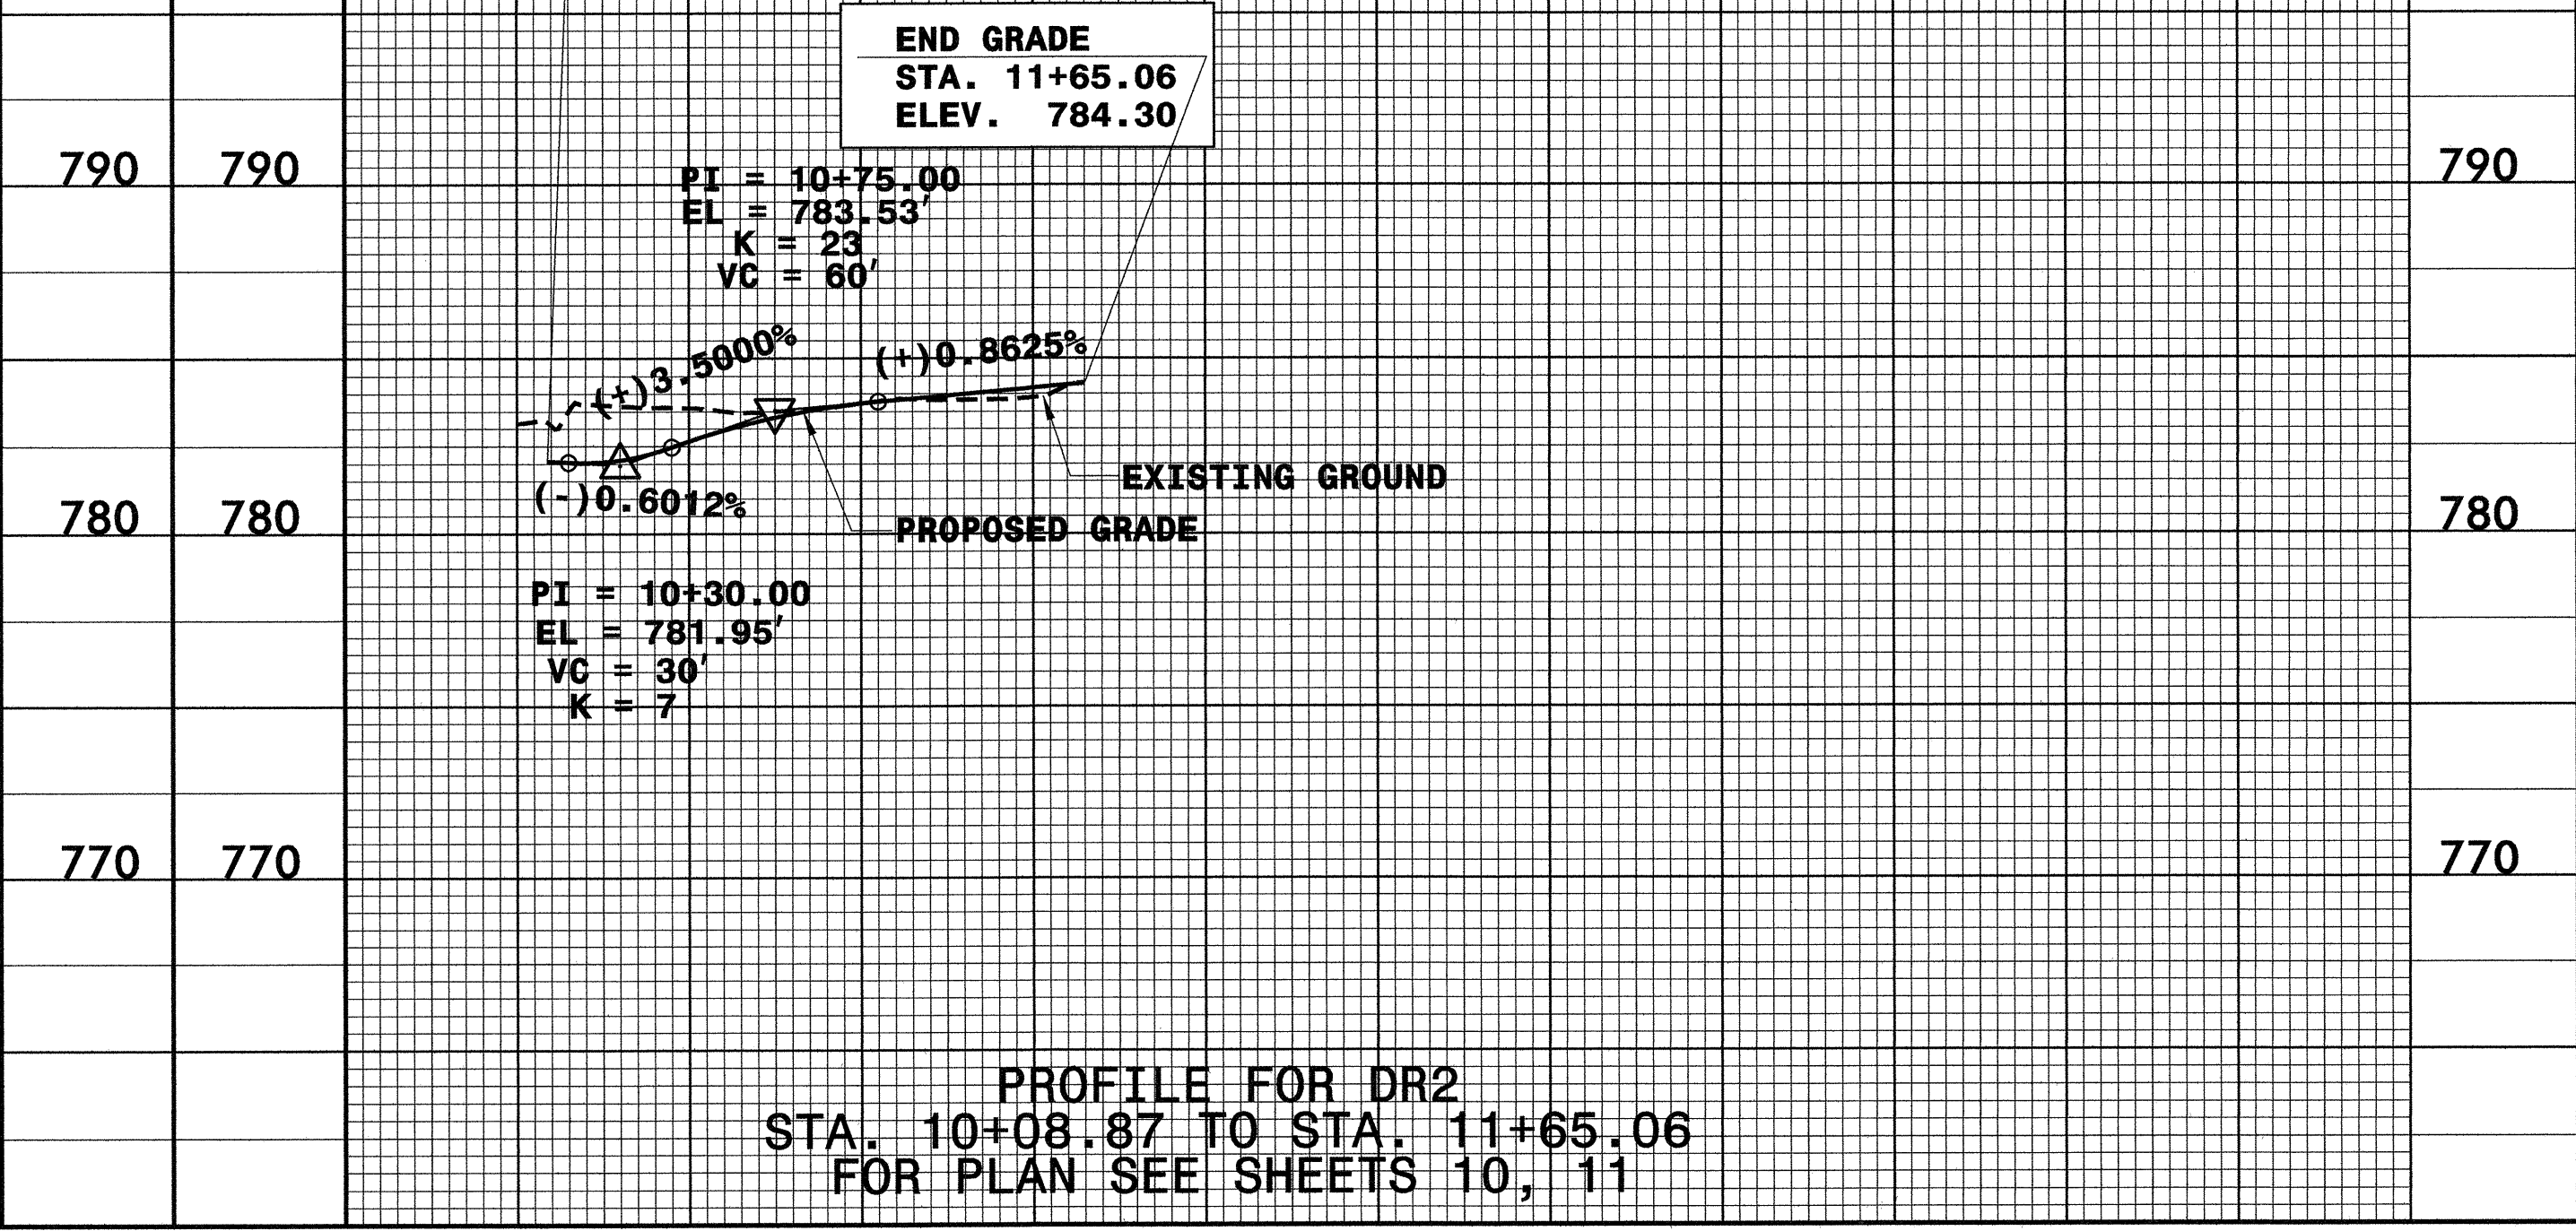 END GRADE
STA. 11+65.06
ELEV. 784.30
790 790 790
PI = 10+75.00
EL = 783.53'
K = 23
VC = 60'
(+)3.5000%
(+)0.8625%
(-)0.6012%
EXISTING GROUND
780 780 780
PROPOSED GRADE
PI = 10+30.00
EL = 781.95'
VC = 30'
K = 7
770 770 770
PROFILE FOR DR2
STA. 10+08.87 TO STA. 11+65.06
FOR PLAN SEE SHEETS 10, 11